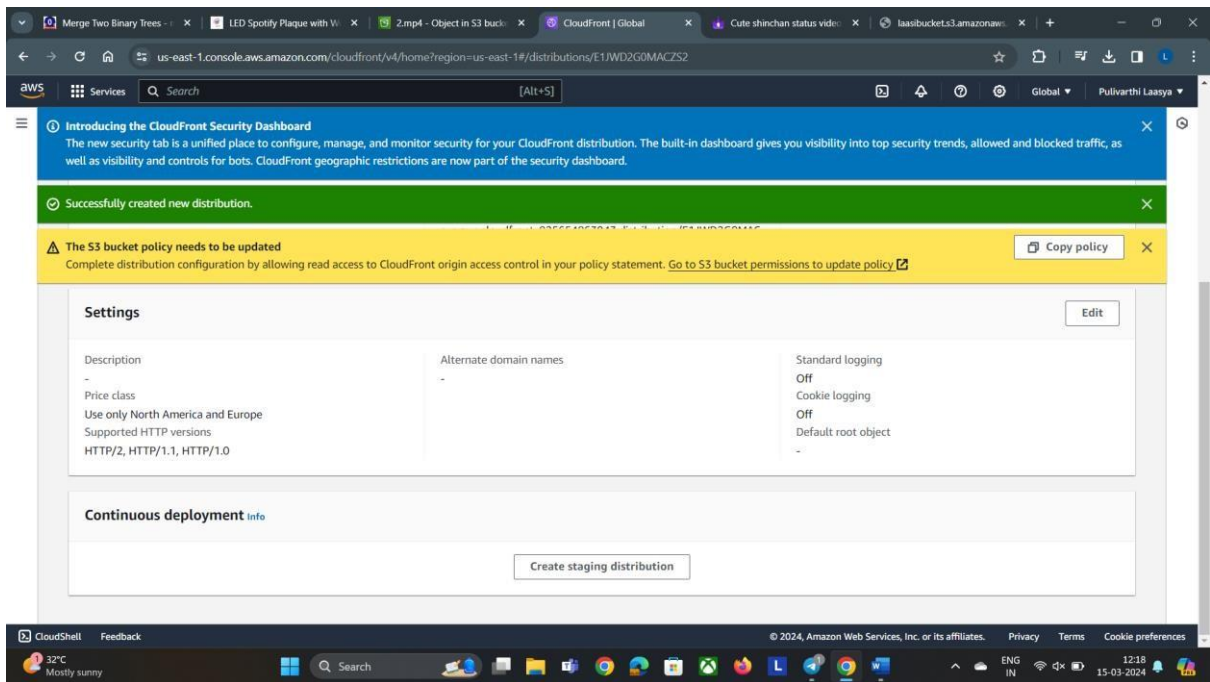 Merge Two Binary Trees -
LED Spotify Plaque with W
2.mp4 - Object in S3 buck
CloudFront | Global
Cute shinchan status video
laasibucket.s3.amazonaws.
us-east-1.console.aws.amazon.com/cloudfront/v4/home?region=us-east-1#/distributions/E1JWD2G0MACZS2
aws
Services
Search
[Alt+S]
Global
Pulivarthi Laasya
Introducing the CloudFront Security Dashboard
The new security tab is a unified place to configure, manage, and monitor security for your CloudFront distribution. The built-in dashboard gives you visibility into top security trends, allowed and blocked traffic, as
well as visibility and controls for bots. CloudFront geographic restrictions are now part of the security dashboard.
Successfully created new distribution.
The S3 bucket policy needs to be updated
Copy policy
Complete distribution configuration by allowing read access to CloudFront origin access control in your policy statement. Go to S3 bucket permissions to update policy
Settings
Edit
Description
-
Price class
Use only North America and Europe
Supported HTTP versions
HTTP/2, HTTP/1.1, HTTP/1.0
Alternate domain names
-
Standard logging
Off
Cookie logging
Off
Default root object
-
Continuous deployment Info
Create staging distribution
CloudShell Feedback
© 2024, Amazon Web Services, Inc. or its affiliates. Privacy Terms Cookie preferences
1
32°C
Mostly sunny
Search
L
ENG
IN
12:18
15-03-2024